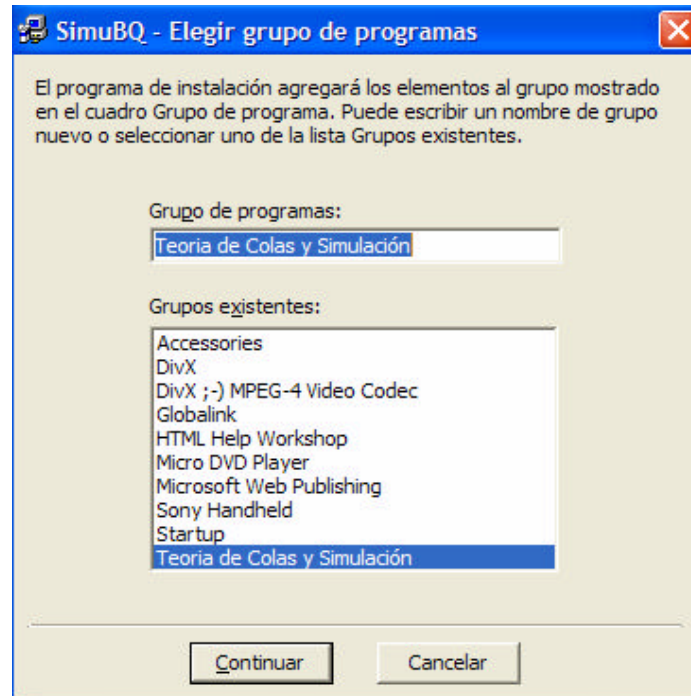 SimuBQ - Elegir grupo de programas
El programa de instalación agregará los elementos al grupo mostrado
en el cuadro Grupo de programa. Puede escribir un nombre de grupo
nuevo o seleccionar uno de la lista Grupos existentes.
Grupo de programas:
Teoria de Colas y Simulación
Grupos existentes:
Accessories
DivX
DivX ;-) MPEG-4 Video Codec
Globalink
HTML Help Workshop
Micro DVD Player
Microsoft Web Publishing
Sony Handheld
Startup
Teoria de Colas y Simulación
Continuar
Cancelar